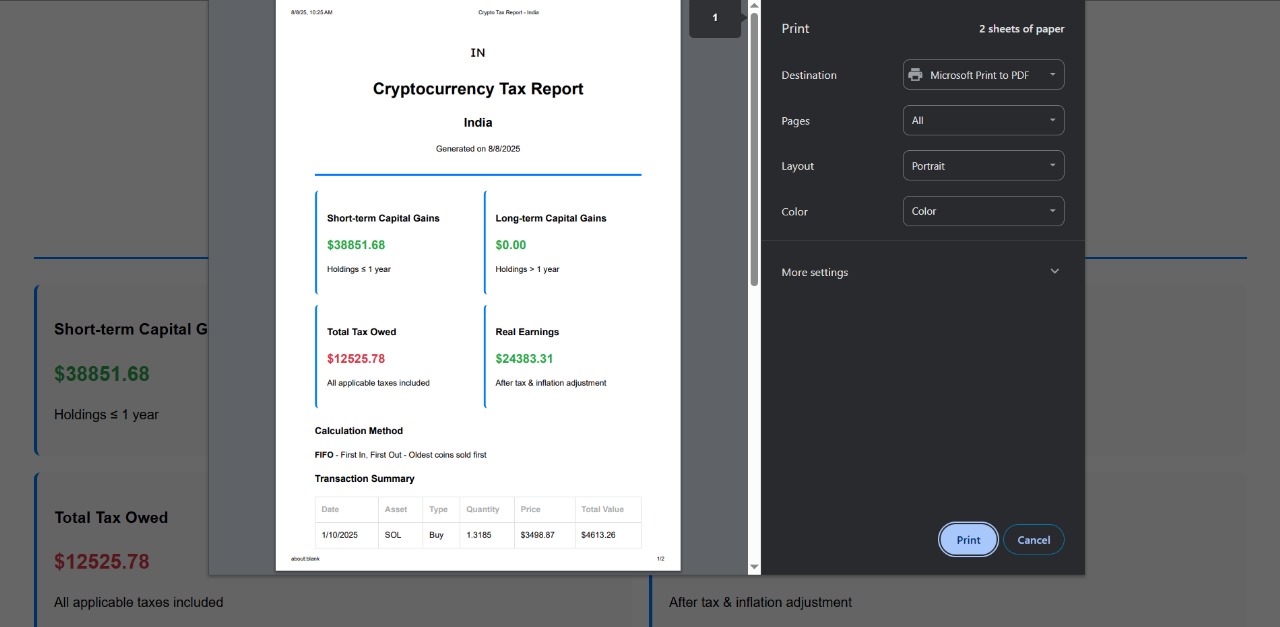 8/8/25, 10:25 AM Crypto Tax Report - India
IN
Cryptocurrency Tax Report
India
Generated on 8/8/2025
Short-term Capital Gains Long-term Capital Gains
$38851.68 $0.00
Holdings ≤ 1 year Holdings > 1 year
Total Tax Owed Real Earnings
$12525.78 $24383.31
All applicable taxes included After tax & inflation adjustment
Calculation Method
FIFO - First In, First Out - Oldest coins sold first
Transaction Summary
Date Asset Type Quantity Price Total Value
1/10/2025 SOL Buy 1.3185 $3498.87 $4613.26
about:blank 1/2
1
Print 2 sheets of paper
Destination Microsoft Print to PDF
Pages All
Layout Portrait
Color Color
More settings
Print Cancel
Short-term Capital G
$38851.68
Holdings ≤ 1 year
Total Tax Owed
$12525.78
All applicable taxes included After tax & inflation adjustment